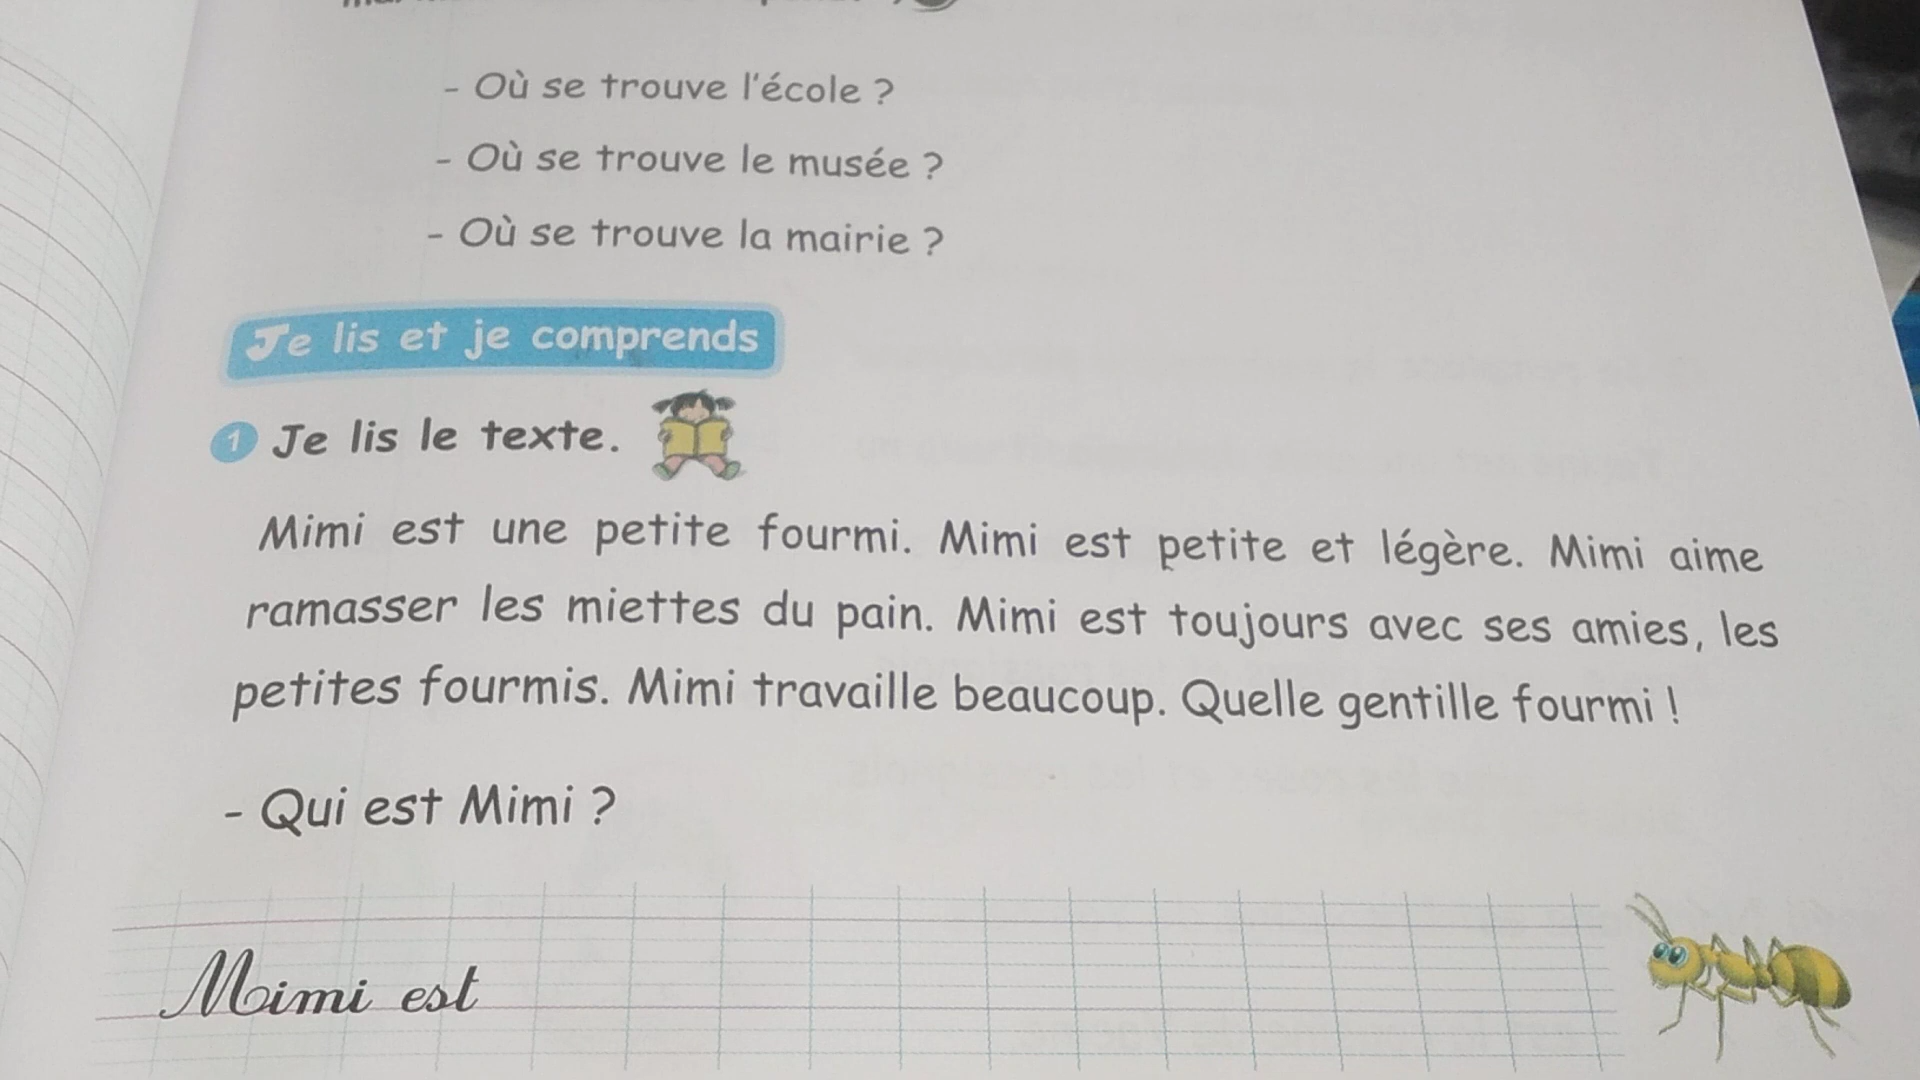 - Où se trouve l'école ?
- Où se trouve le musée ?
- Où se trouve la mairie ?
Je lis et je comprends
1 Je lis le texte.
Mimi est une petite fourmi. Mimi est petite et légère. Mimi aime
ramasser les miettes du pain. Mimi est toujours avec ses amies, les
petites fourmis. Mimi travaille beaucoup. Quelle gentille fourmi !
- Qui est Mimi ?
Mimi est